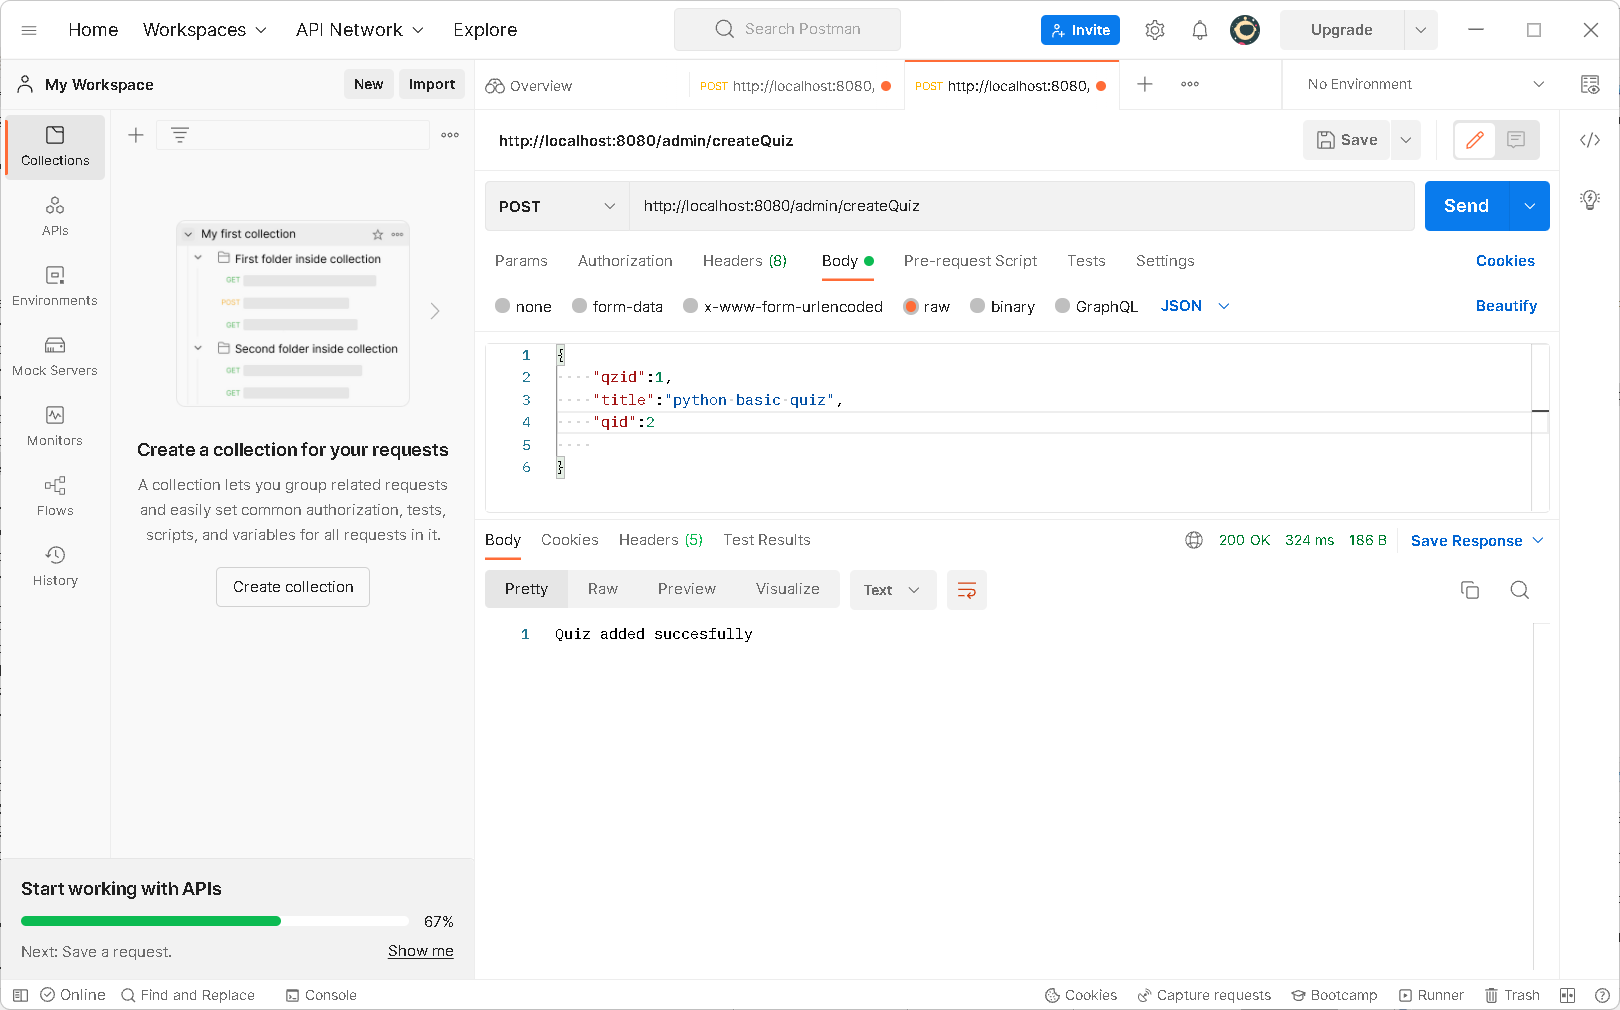 Home Workspaces API Network Explore Search Postman Invite Upgrade
My Workspace New Import Overview POST http://localhost:8080, POST http://localhost:8080, No Environment
Collections
APIs
Environments
Mock Servers
Monitors
Flows
History
My first collection
First folder inside collection
GET
POST
GET
Second folder inside collection
GET
GET
Create a collection for your requests
A collection lets you group related requests
and easily set common authorization, tests,
scripts, and variables for all requests in it.
Create collection
Start working with APIs
67%
Next: Save a request. Show me
http://localhost:8080/admin/createQuiz Save
POST http://localhost:8080/admin/createQuiz Send
Params Authorization Headers (8) Body Pre-request Script Tests Settings Cookies
none form-data x-www-form-urlencoded raw binary GraphQL JSON Beautify
1 {
2 "qzid":1,
3 "title":"python basic quiz",
4 "qid":2
5
6 }
Body Cookies Headers (5) Test Results 200 OK 324 ms 186 B Save Response
Pretty Raw Preview Visualize Text
1 Quiz added succesfully
Online Find and Replace Console Cookies Capture requests Bootcamp Runner Trash